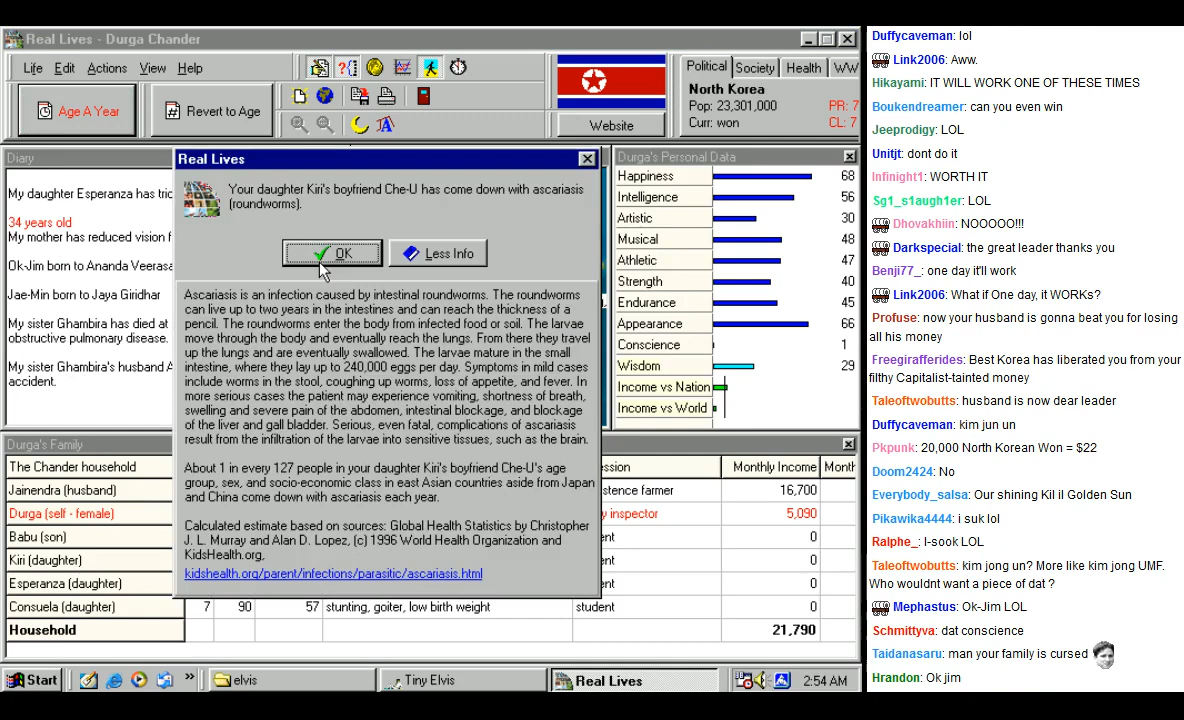 Real Lives - Durga Chander
Life Edit Actions View Help
Age A Year
Revert to Age
Website
Political Society Health WW
North Korea
Pop: 23,301,000 PR: 7
Curr: won CL: 7
Diary
My daughter Esperanza has tric
34 years old
My mother has reduced vision f
Ok-Jim born to Ananda Veerasa
Jae-Min born to Jaya Giridhar
My sister Ghambira has died at
obstructive pulmonary disease.
My sister Ghambira's husband A
accident.
Real Lives
Your daughter Kiri's boyfriend Che-U has come down with ascariasis
(roundworms).
OK Less Info
Ascariasis is an infection caused by intestinal roundworms. The roundworms
can live up to two years in the intestines and can reach the thickness of a
pencil. The roundworms enter the body from infected food or soil. The larvae
move through the body and eventually reach the lungs. From there they travel
up the lungs and are eventually swallowed. The larvae mature in the small
intestine, where they lay up to 240,000 eggs per day. Symptoms in mild cases
include worms in the stool, coughing up worms, loss of appetite, and fever. In
more serious cases the patient may experience vomiting, shortness of breath,
swelling and severe pain of the abdomen, intestinal blockage, and blockage
of the liver and gall bladder. Serious, even fatal, complications of ascariasis
result from the infiltration of the larvae into sensitive tissues, such as the brain.
About 1 in every 127 people in your daughter Kiri's boyfriend Che-U's age
group, sex, and socio-economic class in east Asian countries aside from Japan
and China come down with ascariasis each year.
Calculated estimate based on sources: Global Health Statistics by Christopher
J. L. Murray and Alan D. Lopez, (c) 1996 World Health Organization and
KidsHealth.org,
kidshealth.org/parent/infections/parasitic/ascariasis.html
Durga's Personal Data
Happiness 68
Intelligence 56
Artistic 30
Musical 48
Athletic 47
Strength 40
Endurance 45
Appearance 66
Conscience 1
Wisdom 29
Income vs Nation
Income vs World
Durga's Family
The Chander household ssion Monthly Income Month
Jainendra (husband) stence farmer 16,700
Durga (self - female) y inspector 5,090
Babu (son) ent 0
Kiri (daughter) ent 0
Esperanza (daughter) ent 0
Consuela (daughter) 7 90 57 stunting, goiter, low birth weight student 0
Household 21,790
Start » elvis Tiny Elvis Real Lives 2:54 AM
Duffycaveman: lol
Link2006: Aww.
Hikayami: IT WILL WORK ONE OF THESE TIMES
Boukendreamer: can you even win
Jeeprodigy: LOL
Unitjt: dont do it
Infinight1: WORTH IT
Sg1_s1augh1er: LOL
Dhovakhiin: NOOOOO!!!
Darkspecial: the great leader thanks you
Benji77_: one day it'll work
Link2006: What if One day, it WORKs?
Profuse: now your husband is gonna beat you for losing
all his money
Freegirafferides: Best Korea has liberated you from your
filthy Capitalist-tainted money
Taleoftwobutts: husband is now dear leader
Duffycaveman: kim jun un
Pkpunk: 20,000 North Korean Won = $22
Doom2424: No
Everybody_salsa: Our shining Kil il Golden Sun
Pikawika4444: i suk lol
Ralphe_: I-sook LOL
Taleoftwobutts: kim jong un? More like kim jong UMF.
Who wouldnt want a piece of dat ?
Mephastus: Ok-Jim LOL
Schmittyva: dat conscience
Taidanasaru: man your family is cursed
Hrandon: Ok jim